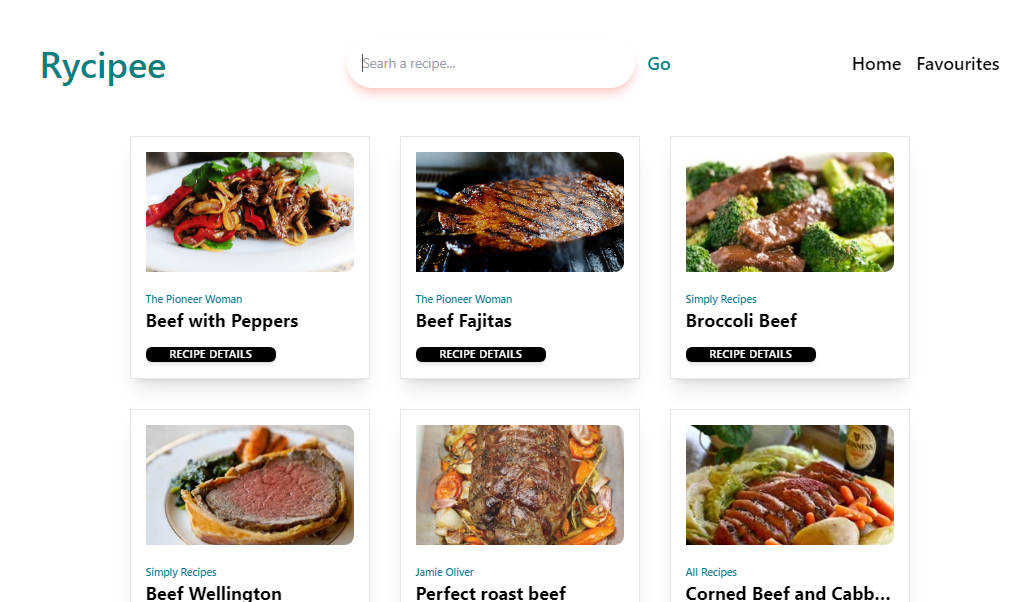 Rycipee
Searh a recipe...
Go
Home
Favourites
The Pioneer Woman
Beef with Peppers
RECIPE DETAILS
The Pioneer Woman
Beef Fajitas
RECIPE DETAILS
Simply Recipes
Broccoli Beef
RECIPE DETAILS
GUINNESS
Simply Recipes
Beef Wellington
Jamie Oliver
Perfect roast beef
All Recipes
Corned Beef and Cabb...